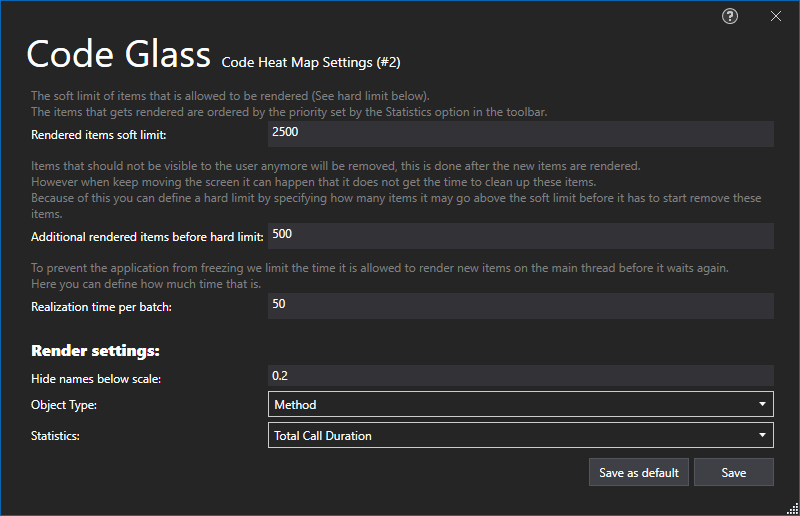 Code Glass Code Heat Map Settings (#2)
The soft limit of items that is allowed to be rendered (See hard limit below).
The items that gets rendered are ordered by the priority set by the Statistics option in the toolbar.
Rendered items soft limit: 2500
Items that should not be visible to the user anymore will be removed, this is done after the new items are rendered.
However when keep moving the screen it can happen that it does not get the time to clean up these items.
Because of this you can define a hard limit by specifying how many items it may go above the soft limit before it has to start remove these
items.
Additional rendered items before hard limit: 500
To prevent the application from freezing we limit the time it is allowed to render new items on the main thread before it waits again.
Here you can define how much time that is.
Realization time per batch: 50
Render settings:
Hide names below scale: 0.2
Object Type: Method
Statistics: Total Call Duration
Save as default Save